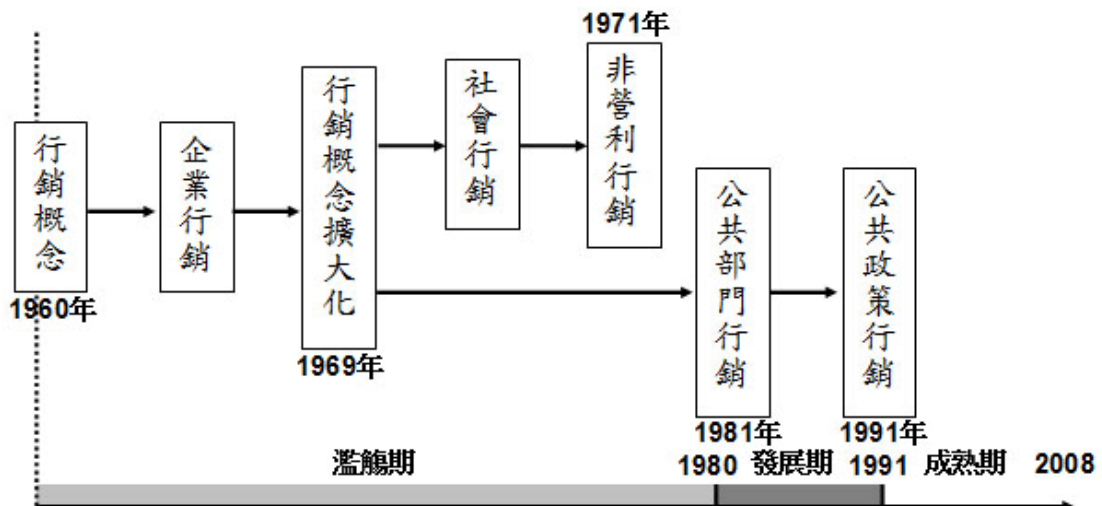 行銷概念
1960年
企業行銷
行銷概念擴大化
1969年
社會行銷
1971年
非營利行銷
公共部門行銷
1981年
公共政策行銷
1991年
濫觴期 1980 發展期 1991 成熟期 2008